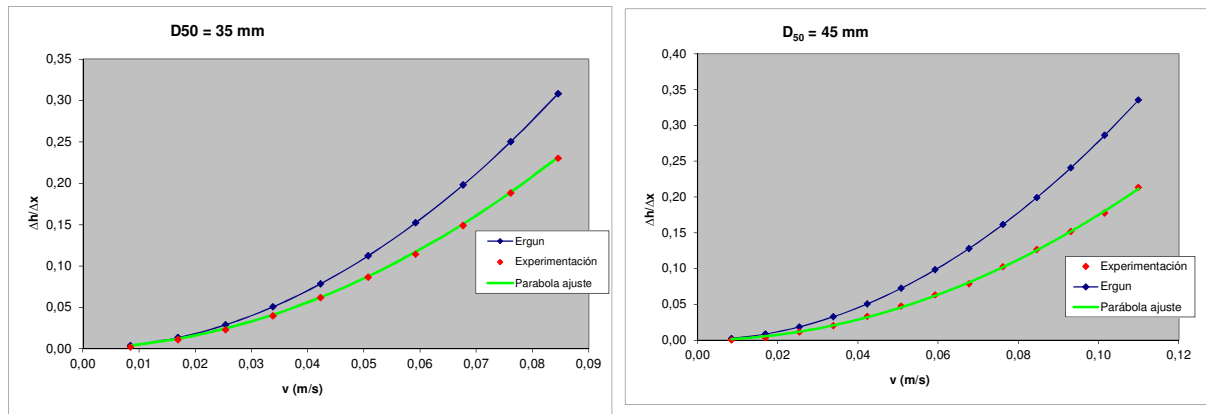 D50 = 35 mm
0,35
0,30
0,25
0,20
0,15
0,10
0,05
0,00
Δh/Δx
0,00 0,01 0,02 0,03 0,04 0,05 0,06 0,07 0,08 0,09
v (m/s)
Ergun
Experimentación
Parabola ajuste
D50 = 45 mm
0,40
0,35
0,30
0,25
0,20
0,15
0,10
0,05
0,00
Δh/Δx
0,00 0,02 0,04 0,06 0,08 0,10 0,12
v (m/s)
Experimentación
Ergun
Parábola ajuste